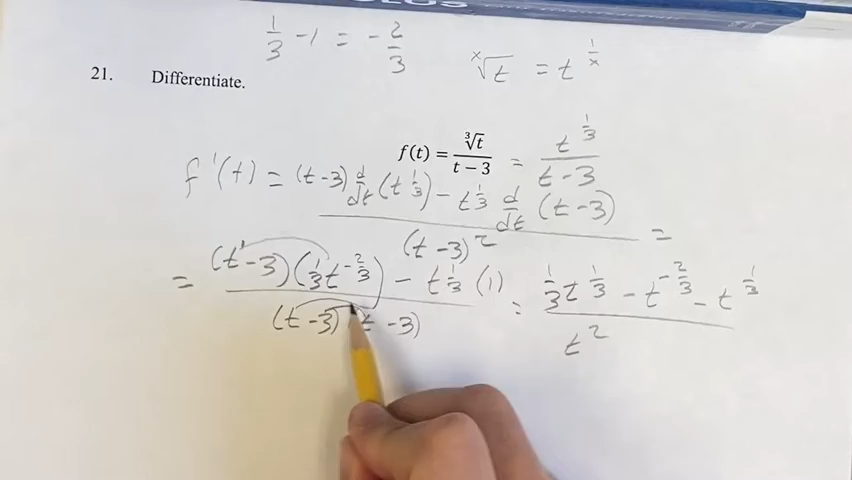 1/3 - 1 = -2/3
ˣ√t = t^(1/x)
21. Differentiate.
f(t) = ∛t / (t - 3) = t^(1/3) / (t - 3)
f'(t) = ((t-3) d/dt (t^(1/3)) - t^(1/3) d/dt (t-3)) / (t-3)^2 =
= ((t^1 - 3)(1/3 t^(-2/3)) - t^(1/3) (1)) / ((t-3)(t-3)) = (1/3 t^(1/3) - t^(-2/3) - t^(1/3)) / t^2